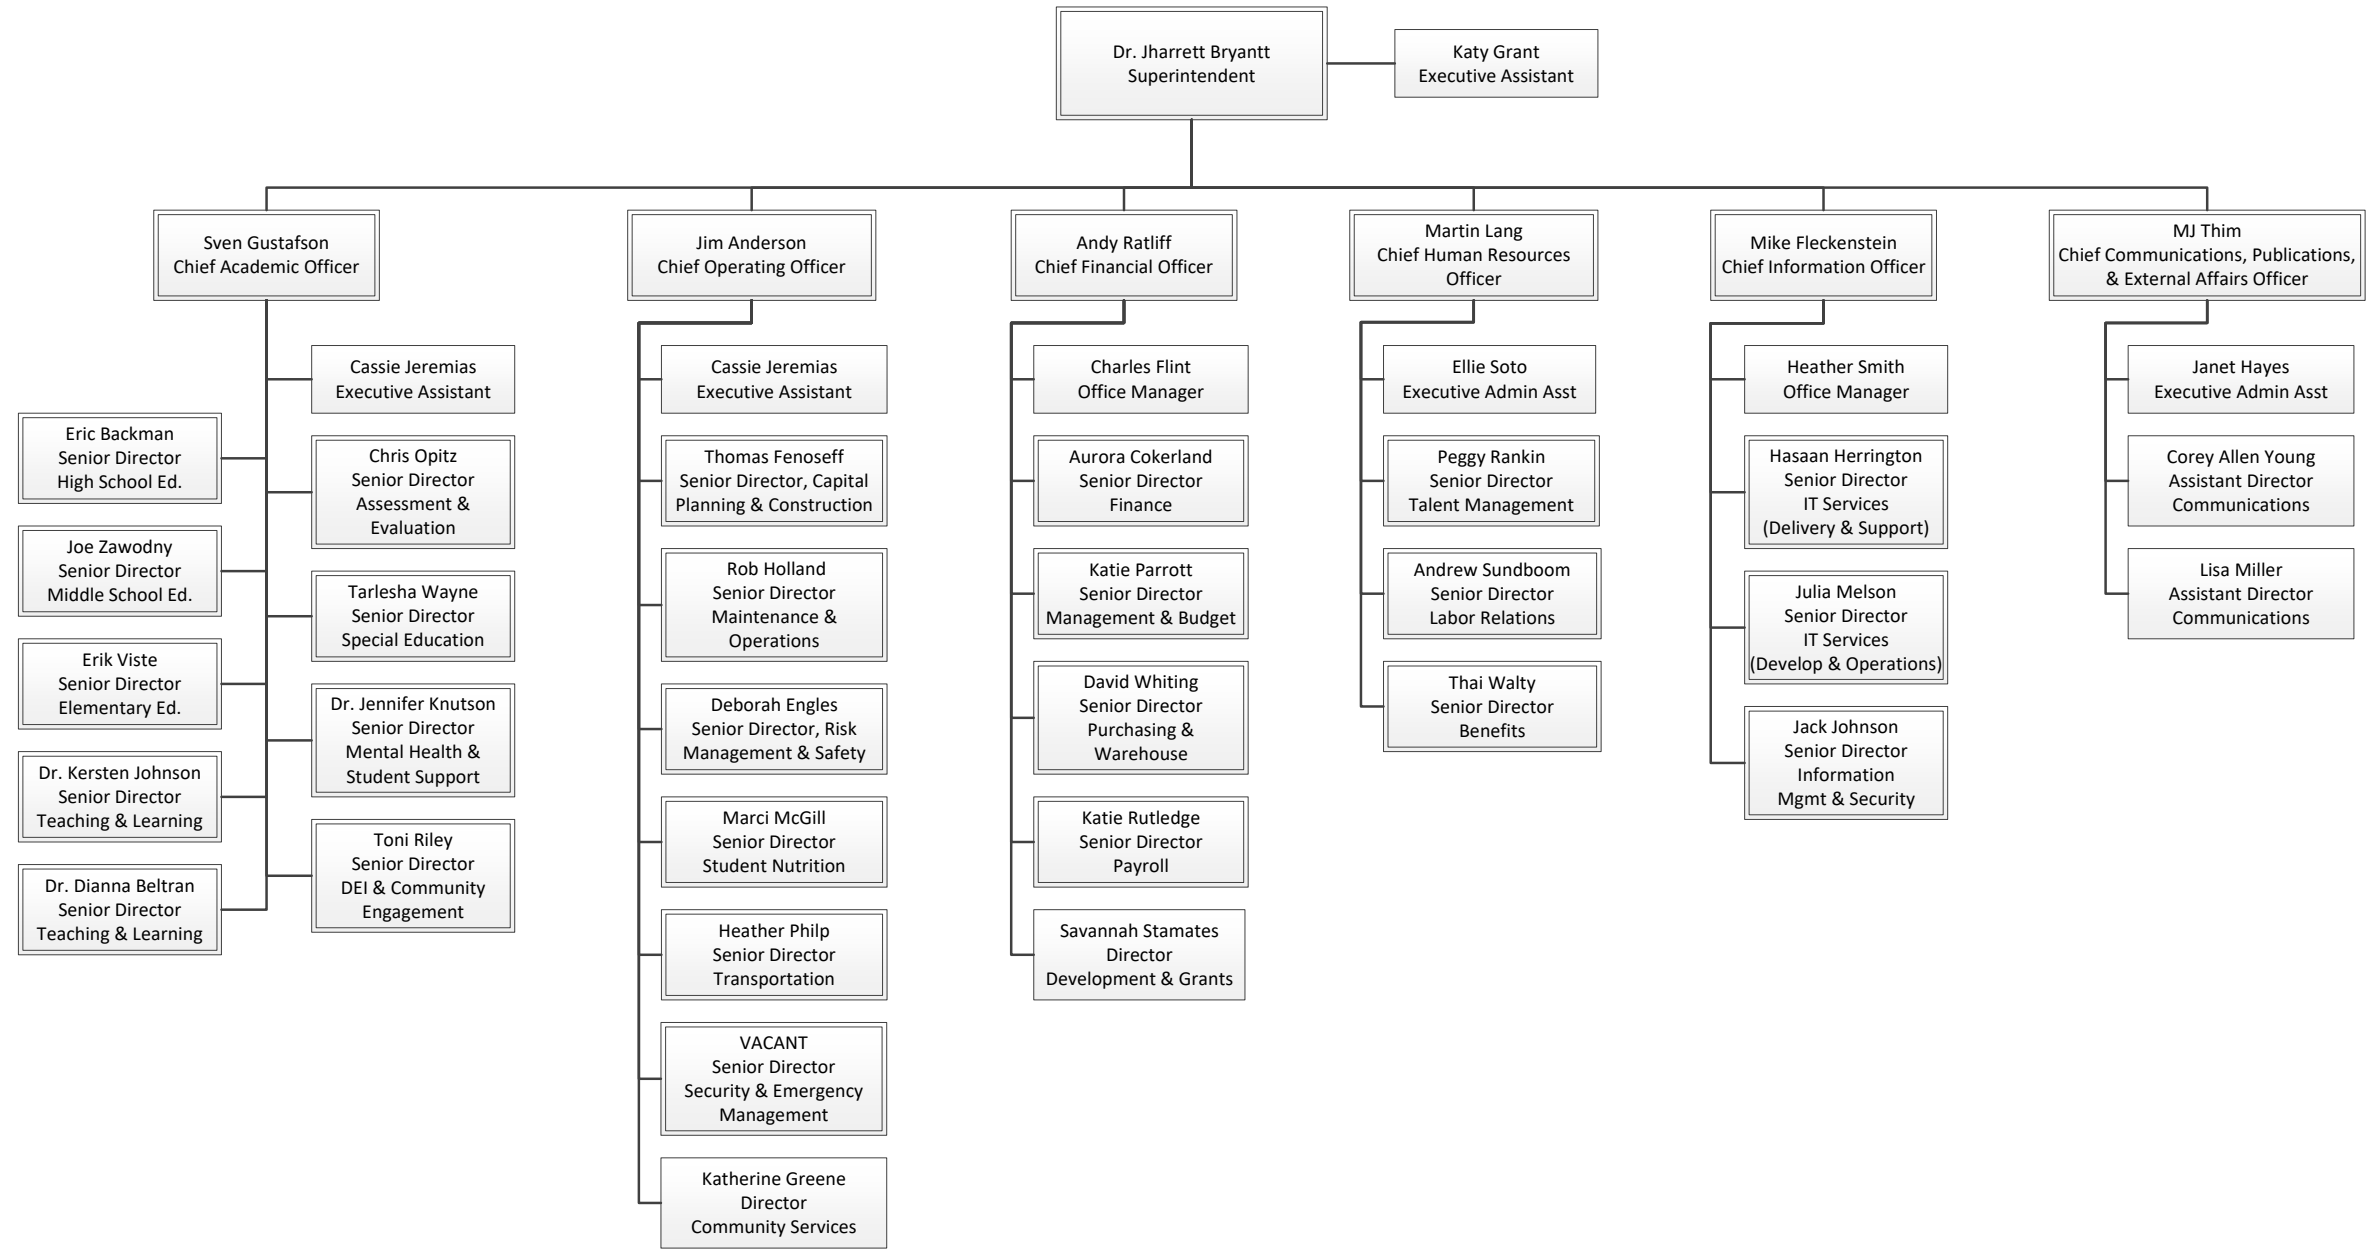 Dr. Jharrett Bryantt
Superintendent
Katy Grant
Executive Assistant
Sven Gustafson
Chief Academic Officer
Jim Anderson
Chief Operating Officer
Andy Ratliff
Chief Financial Officer
Martin Lang
Chief Human Resources
Officer
Mike Fleckenstein
Chief Information Officer
MJ Thim
Chief Communications, Publications,
& External Affairs Officer
Cassie Jeremias
Executive Assistant
Eric Backman
Senior Director
High School Ed.
Chris Opitz
Senior Director
Assessment &
Evaluation
Joe Zawodny
Senior Director
Middle School Ed.
Tarlesha Wayne
Senior Director
Special Education
Erik Viste
Senior Director
Elementary Ed.
Dr. Jennifer Knutson
Senior Director
Mental Health &
Student Support
Dr. Kersten Johnson
Senior Director
Teaching & Learning
Toni Riley
Senior Director
DEI & Community
Engagement
Dr. Dianna Beltran
Senior Director
Teaching & Learning
Cassie Jeremias
Executive Assistant
Thomas Fenoseff
Senior Director, Capital
Planning & Construction
Rob Holland
Senior Director
Maintenance &
Operations
Deborah Engles
Senior Director, Risk
Management & Safety
Marci McGill
Senior Director
Student Nutrition
Heather Philp
Senior Director
Transportation
VACANT
Senior Director
Security & Emergency
Management
Katherine Greene
Director
Community Services
Charles Flint
Office Manager
Aurora Cokerland
Senior Director
Finance
Katie Parrott
Senior Director
Management & Budget
David Whiting
Senior Director
Purchasing &
Warehouse
Katie Rutledge
Senior Director
Payroll
Savannah Stamates
Director
Development & Grants
Ellie Soto
Executive Admin Asst
Peggy Rankin
Senior Director
Talent Management
Andrew Sundboom
Senior Director
Labor Relations
Thai Walty
Senior Director
Benefits
Heather Smith
Office Manager
Hasaan Herrington
Senior Director
IT Services
(Delivery & Support)
Julia Melson
Senior Director
IT Services
(Develop & Operations)
Jack Johnson
Senior Director
Information
Mgmt & Security
Janet Hayes
Executive Admin Asst
Corey Allen Young
Assistant Director
Communications
Lisa Miller
Assistant Director
Communications